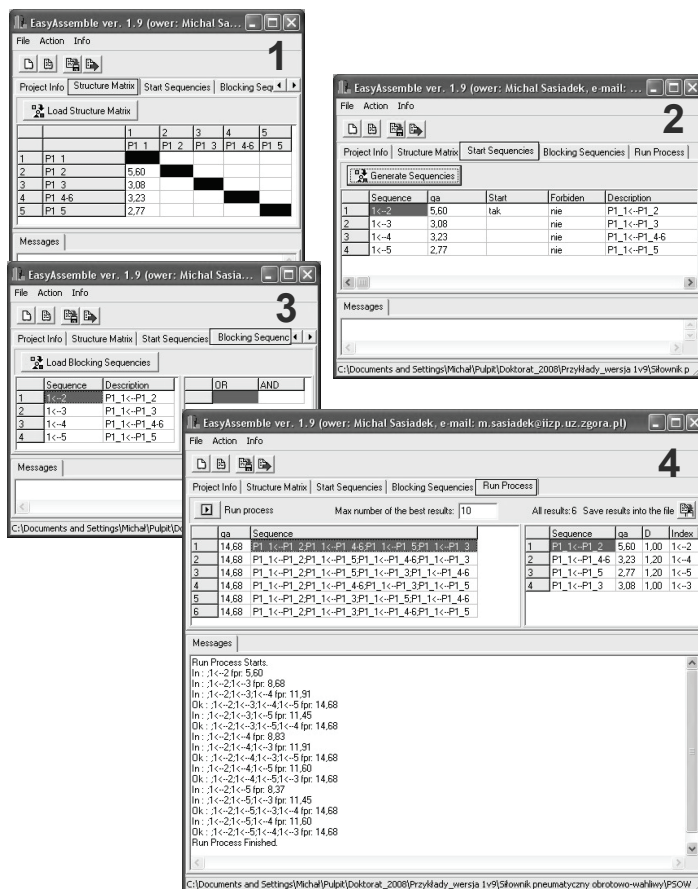 EasyAssemble ver. 1.9 (ower: Michal Sa...
File Action Info
1
Project Info Structure Matrix Start Sequencies Blocking Seq
Load Structure Matrix
1 2 3 4 5
P1_1 P1_2 P1_3 P1_4-6 P1_5
1 P1_1
2 P1_2 5,60
3 P1_3 3,08
4 P1_4-6 3,23
5 P1_5 2,77
Messages
EasyAssemble ver. 1.9 (ower: Michal Sasiadek, e-mail: ...
File Action Info
2
Project Info Structure Matrix Start Sequencies Blocking Sequencies Run Process
Generate Sequencies
Sequence qa Start Forbiden Description
1 1<--2 5,60 tak nie P1_1<--P1_2
2 1<--3 3,08 nie P1_1<--P1_3
3 1<--4 3,23 nie P1_1<--P1_4-6
4 1<--5 2,77 nie P1_1<--P1_5
Messages
C:\Documents and Settings\Michał\Pulpit\Doktorat_2008\Przykłady_wersja 1v9\Siłownik p
EasyAssemble ver. 1.9 (ower: Michal Sasia...
File Action Info
3
Project Info Structure Matrix Start Sequencies Blocking Sequenc
Load Blocking Sequencies
Sequence Description OR AND
1 1<--2 P1_1<--P1_2
2 1<--3 P1_1<--P1_3
3 1<--4 P1_1<--P1_4-6
4 1<--5 P1_1<--P1_5
Messages
C:\Documents and Settings\Michał\Pulpit\Do
EasyAssemble ver. 1.9 (ower: Michal Sasiadek, e-mail: m.sasiadek@iizp.uz.zgora.pl)
File Action Info
4
Project Info Structure Matrix Start Sequencies Blocking Sequencies Run Process
Run process Max number of the best results: 10 All results: 6 Save results into the file
qa Sequence
1 14,68 P1_1<--P1_2;P1_1<--P1_4-6;P1_1<--P1_5;P1_1<--P1_3
2 14,68 P1_1<--P1_2;P1_1<--P1_5;P1_1<--P1_4-6;P1_1<--P1_3
3 14,68 P1_1<--P1_2;P1_1<--P1_5;P1_1<--P1_3;P1_1<--P1_4-6
4 14,68 P1_1<--P1_2;P1_1<--P1_4-6;P1_1<--P1_3;P1_1<--P1_5
5 14,68 P1_1<--P1_2;P1_1<--P1_3;P1_1<--P1_5;P1_1<--P1_4-6
6 14,68 P1_1<--P1_2;P1_1<--P1_3;P1_1<--P1_4-6;P1_1<--P1_5
Sequence qa D Index
1 P1_1<--P1_2 5,60 1,00 1<--2
2 P1_1<--P1_4-6 3,23 1,20 1<--4
3 P1_1<--P1_5 2,77 1,20 1<--5
4 P1_1<--P1_3 3,08 1,00 1<--3
Messages
Run Process Starts.
In : ;1<--2 fpr: 5,60
In : ;1<--2;1<--3 fpr: 8,68
In : ;1<--2;1<--3;1<--4 fpr: 11,91
Ok : ;1<--2;1<--3;1<--4;1<--5 fpr: 14,68
In : ;1<--2;1<--3;1<--5 fpr: 11,45
Ok : ;1<--2;1<--3;1<--5;1<--4 fpr: 14,68
In : ;1<--2;1<--4 fpr: 8,83
In : ;1<--2;1<--4;1<--3 fpr: 11,91
Ok : ;1<--2;1<--4;1<--3;1<--5 fpr: 14,68
In : ;1<--2;1<--4;1<--5 fpr: 11,60
Ok : ;1<--2;1<--4;1<--5;1<--3 fpr: 14,68
In : ;1<--2;1<--5 fpr: 8,37
In : ;1<--2;1<--5;1<--3 fpr: 11,45
Ok : ;1<--2;1<--5;1<--3;1<--4 fpr: 14,68
In : ;1<--2;1<--5;1<--4 fpr: 11,60
Ok : ;1<--2;1<--5;1<--4;1<--3 fpr: 14,68
Run Process Finished.
C:\Documents and Settings\Michał\Pulpit\Doktorat_2008\Przykłady_wersja 1v9\Siłownik pneumatyczny obrotowo-wahliwy\PSOW